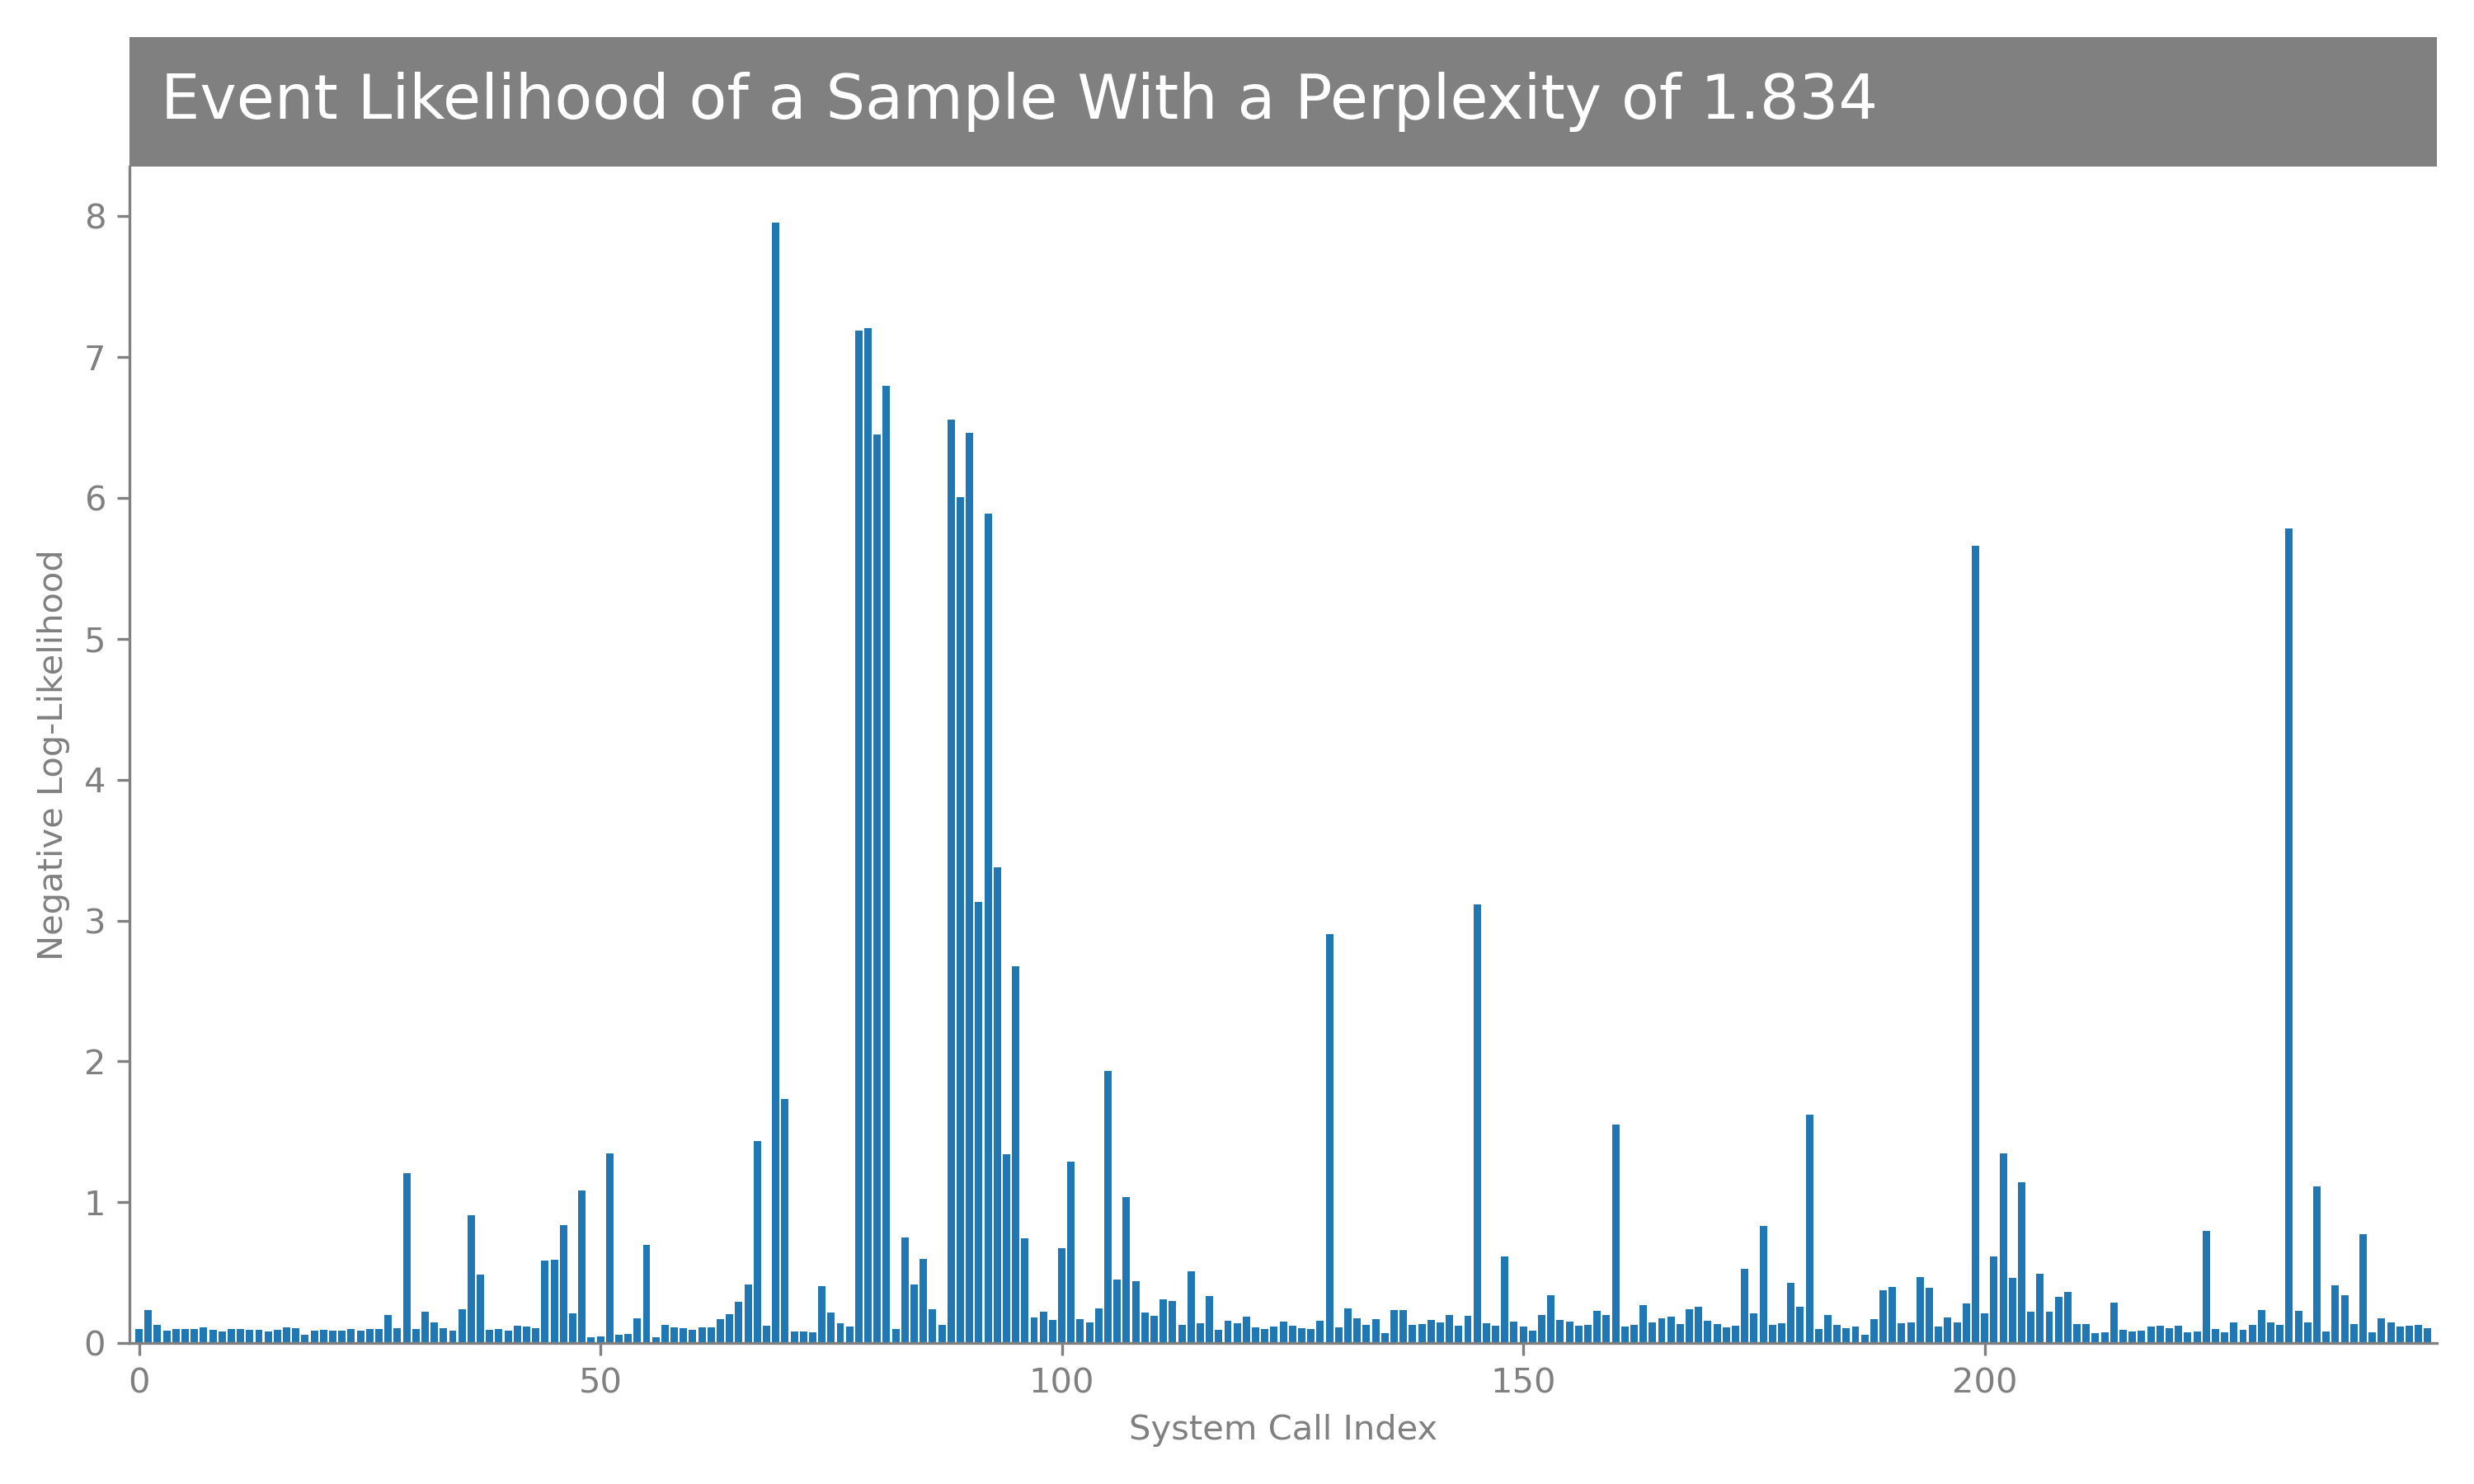 Event Likelihood of a Sample With a Perplexity of 1.834
8
7
6
5
4
3
2
1
0
Negative Log-Likelihood
0 50 100 150 200
System Call Index